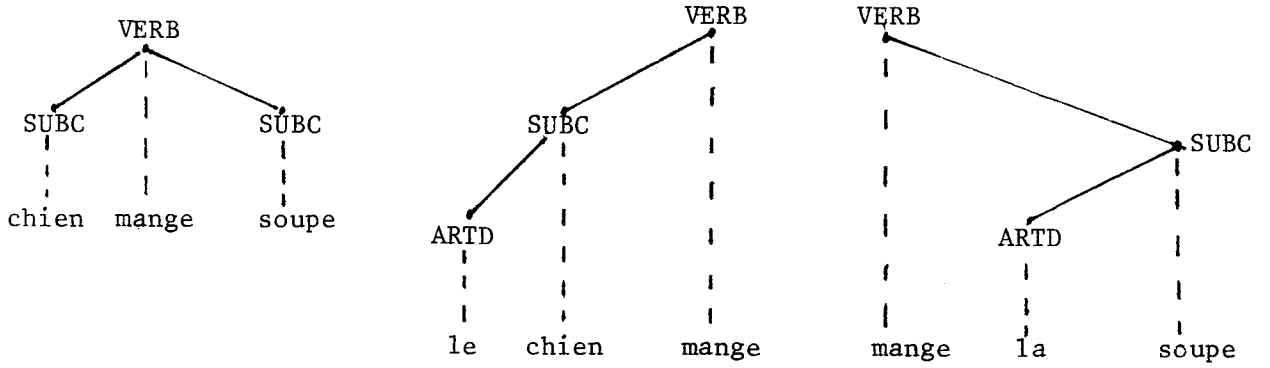 VERB
SUBC SUBC
chien mange soupe
VERB
SUBC
ARTD
le chien mange
VERB
SUBC
ARTD
mange la soupe